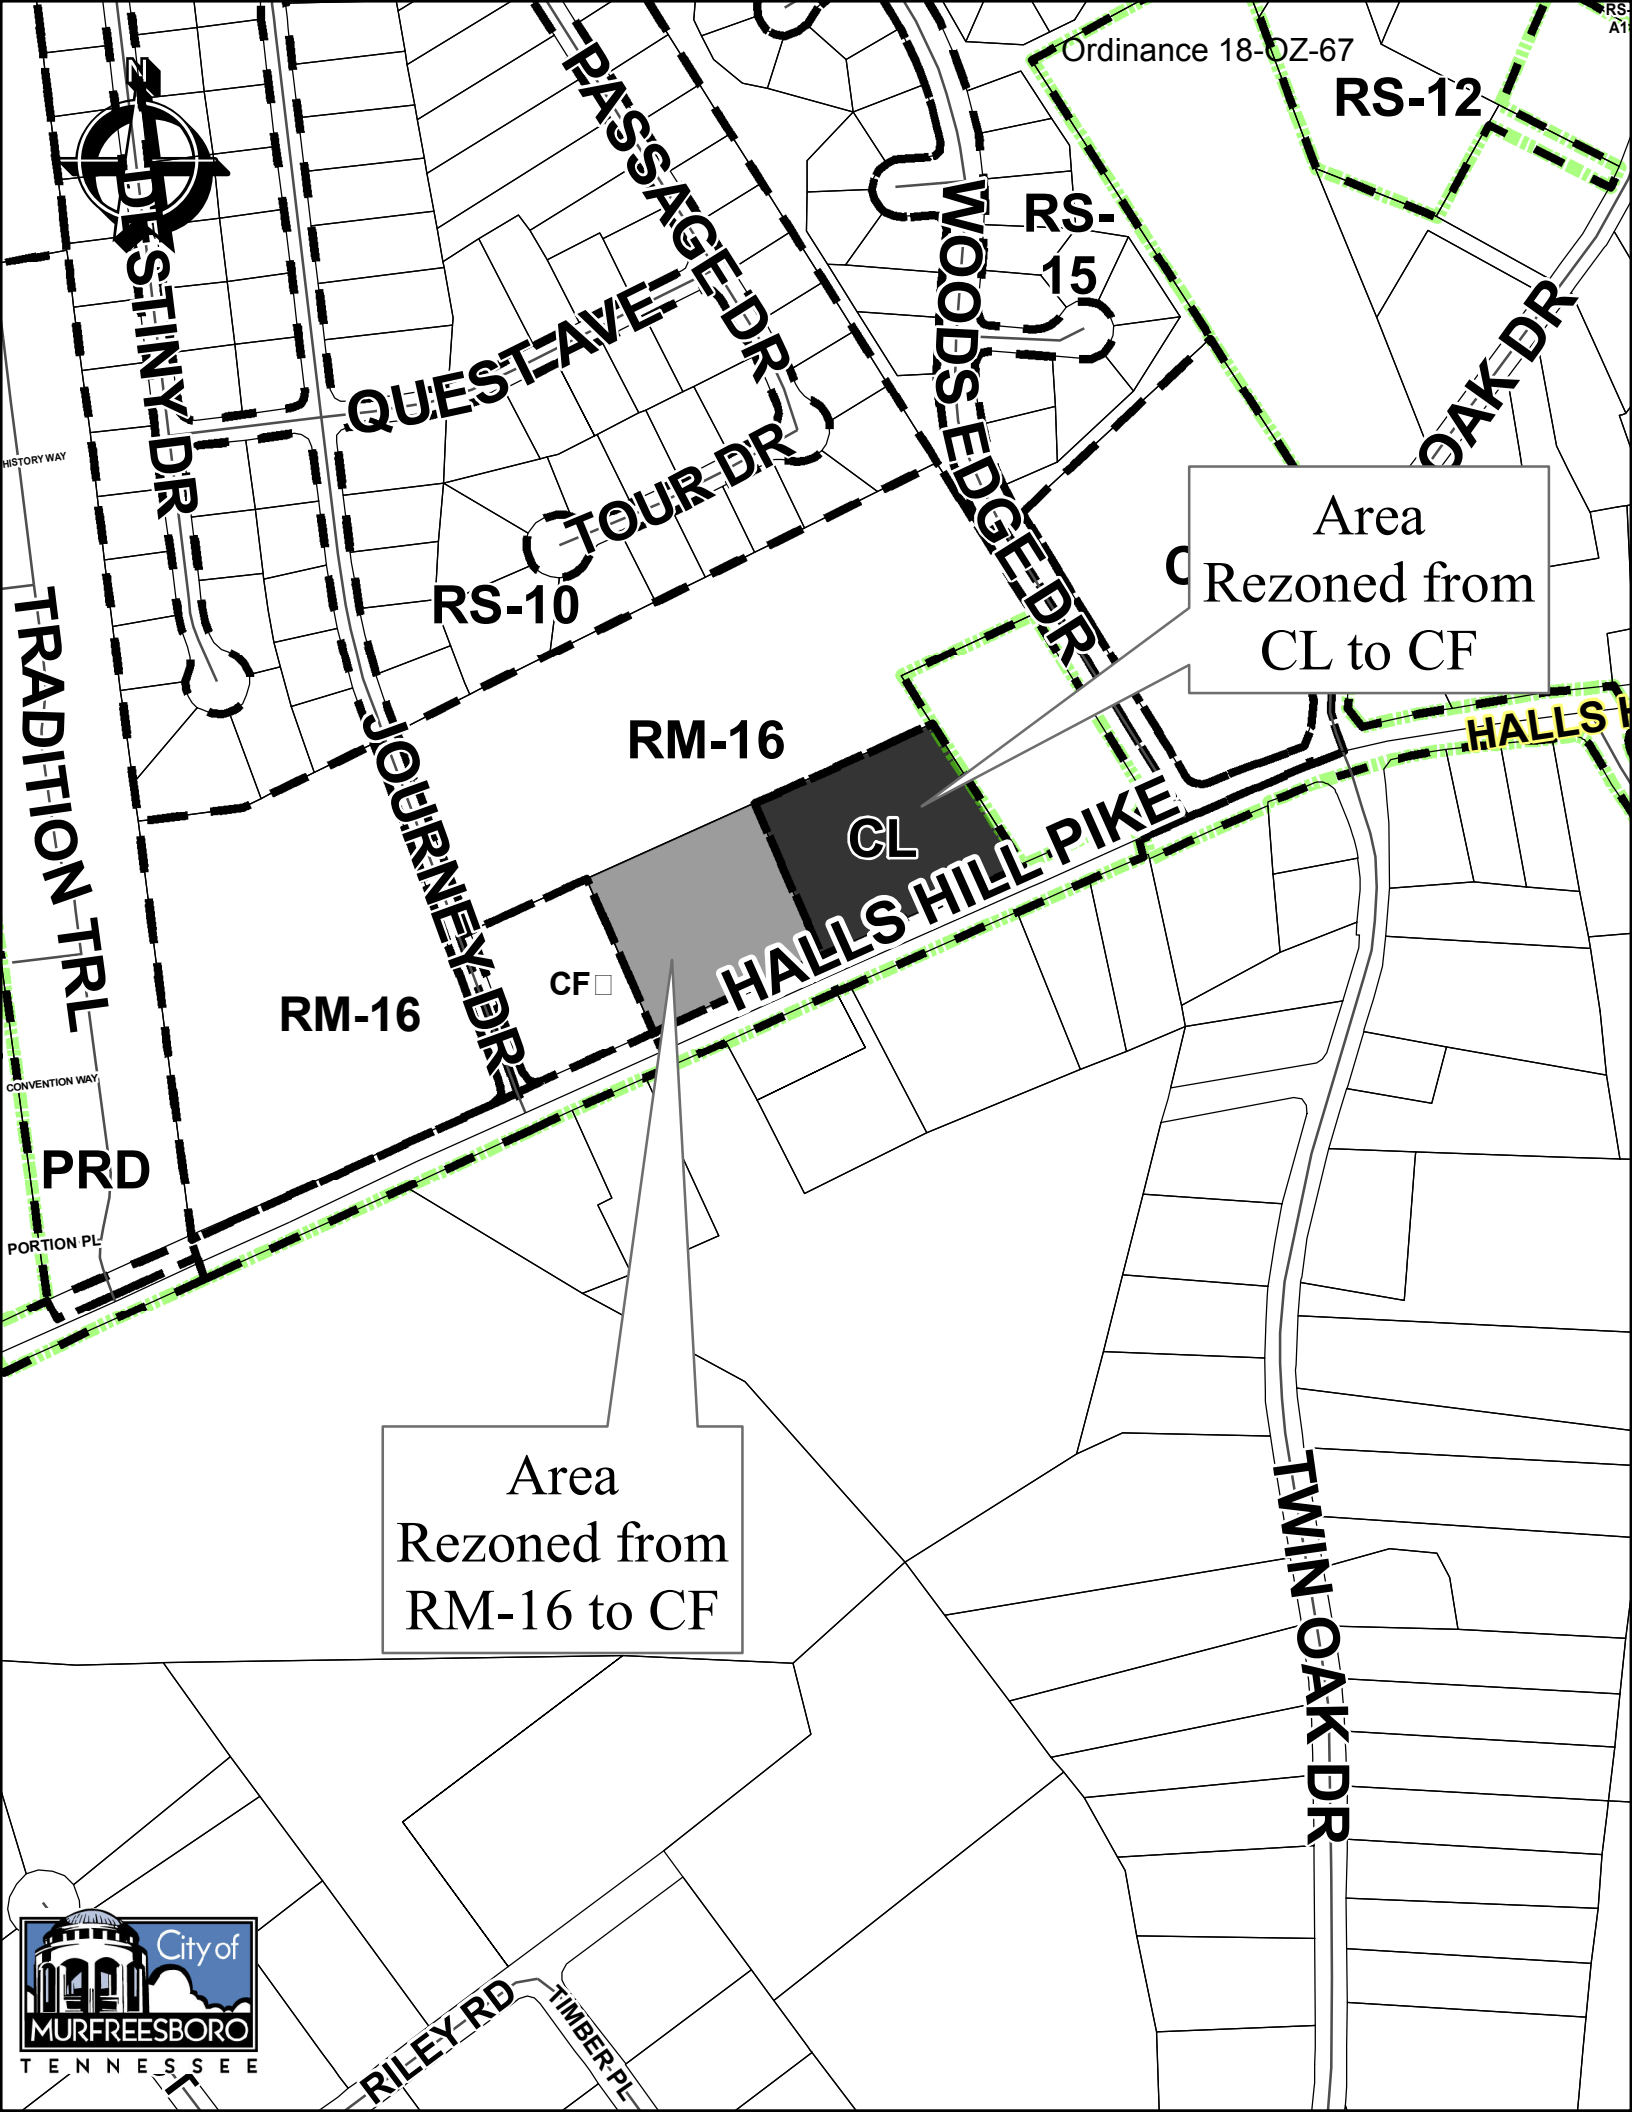 Ordinance 18-OZ-67
RS-
A1
RS-12
N
DESTINY DR
PASSAGE DR
WOODS EDGE DR
RS-
15
QUEST AVE
OAK DR
TOUR DR
HISTORY WAY
Area
Rezoned from
CL to CF
RS-10
TRADITION TRL
JOURNEY DR
RM-16
HALLS
CL
HALLS HILL PIKE
CF
RM-16
CONVENTION WAY
PRD
PORTION PL
Area
Rezoned from
RM-16 to CF
TWIN OAK DR
City of
MURFREESBORO
TENNESSEE
RILEY RD
TIMBER PL